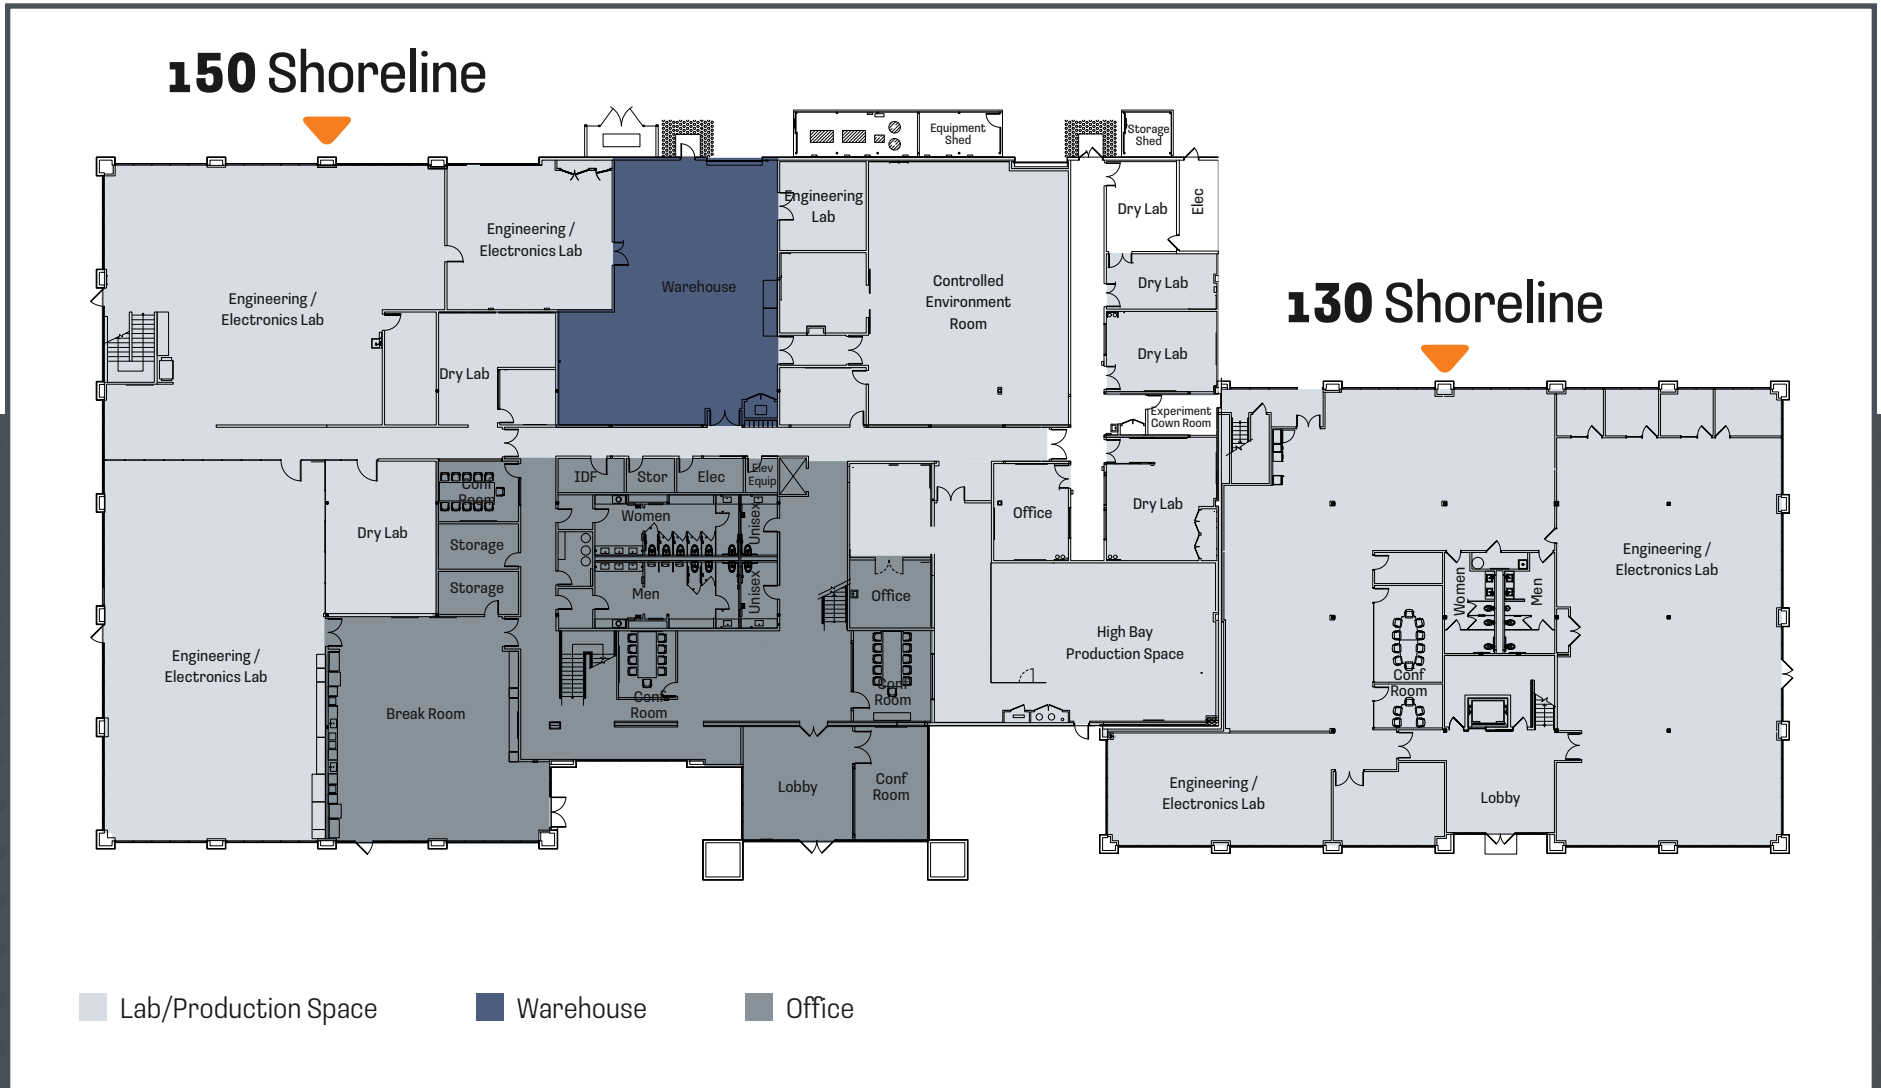 150 Shoreline
Equipment
Shed
Storage
Shed
Engineering /
Electronics Lab
Engineering /
Electronics Lab
Warehouse
Engineering
Lab
Controlled
Environment
Room
Dry Lab
Elec
Dry Lab
Dry Lab
Dry Lab
Experiment
Gown Room
130 Shoreline
IDF
Stor
Elec
Elev
Equip
Conf
Room
Women
Unisex
Dry Lab
Storage
Storage
Men
Unisex
Office
Office
Dry Lab
High Bay
Production Space
Engineering /
Electronics Lab
Break Room
Conf
Room
Conf
Room
Lobby
Conf
Room
Women
Men
Engineering /
Electronics Lab
Conf
Room
Engineering /
Electronics Lab
Lobby
Lab/Production Space
Warehouse
Office